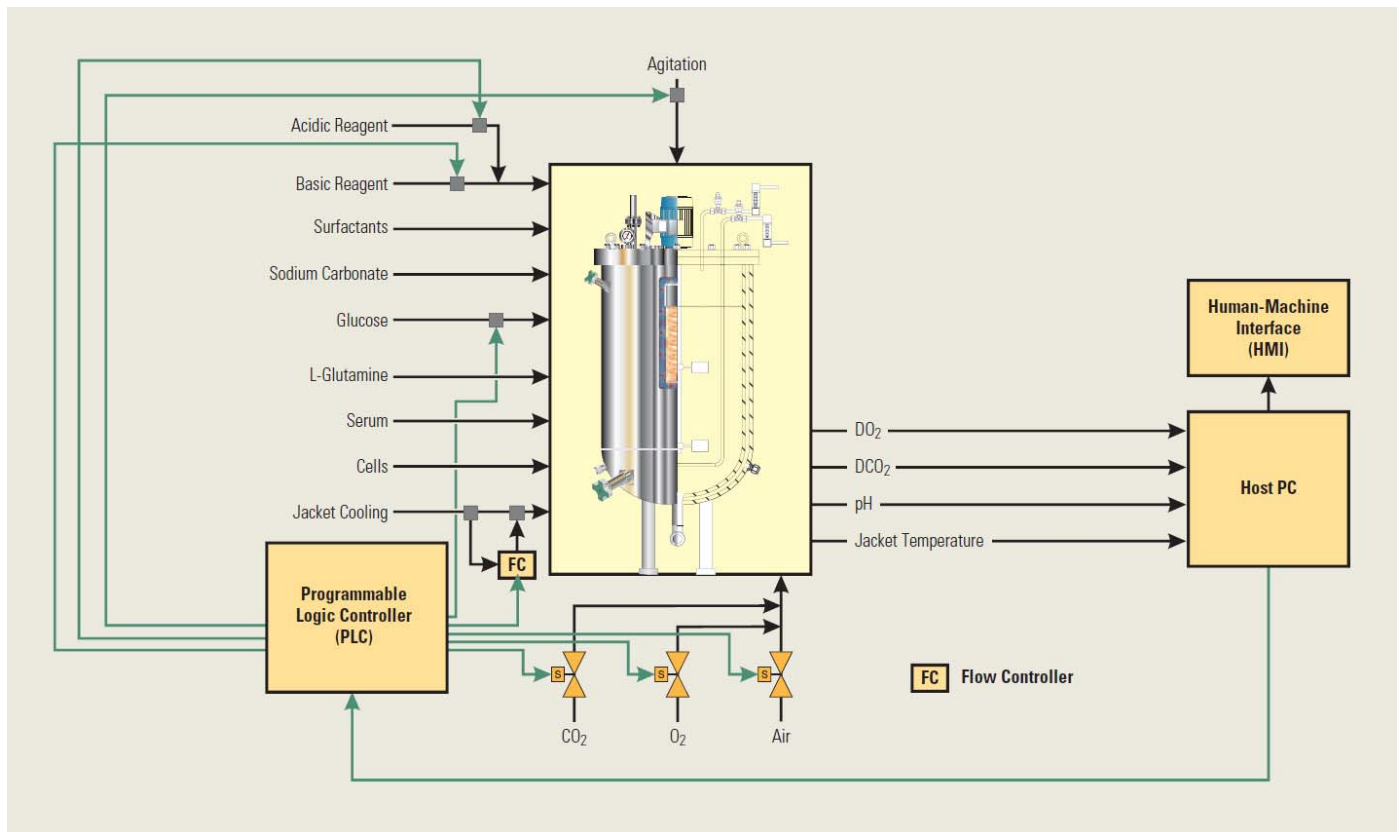 Agitation
Acidic Reagent
Basic Reagent
Surfactants
Sodium Carbonate
Glucose
L-Glutamine
Serum
Cells
Jacket Cooling
FC
Programmable
Logic Controller
(PLC)
S
S
S
CO₂
O₂
Air
DO₂
DCO₂
pH
Jacket Temperature
Human-Machine
Interface
(HMI)
Host PC
FC Flow Controller